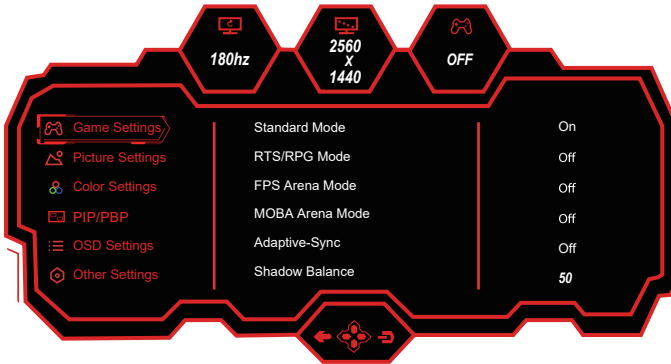 180hz
2560
X
1440
OFF
Game Settings
Picture Settings
Color Settings
PIP/PBP
OSD Settings
Other Settings
Standard Mode
RTS/RPG Mode
FPS Arena Mode
MOBA Arena Mode
Adaptive-Sync
Shadow Balance
On
Off
Off
Off
Off
50